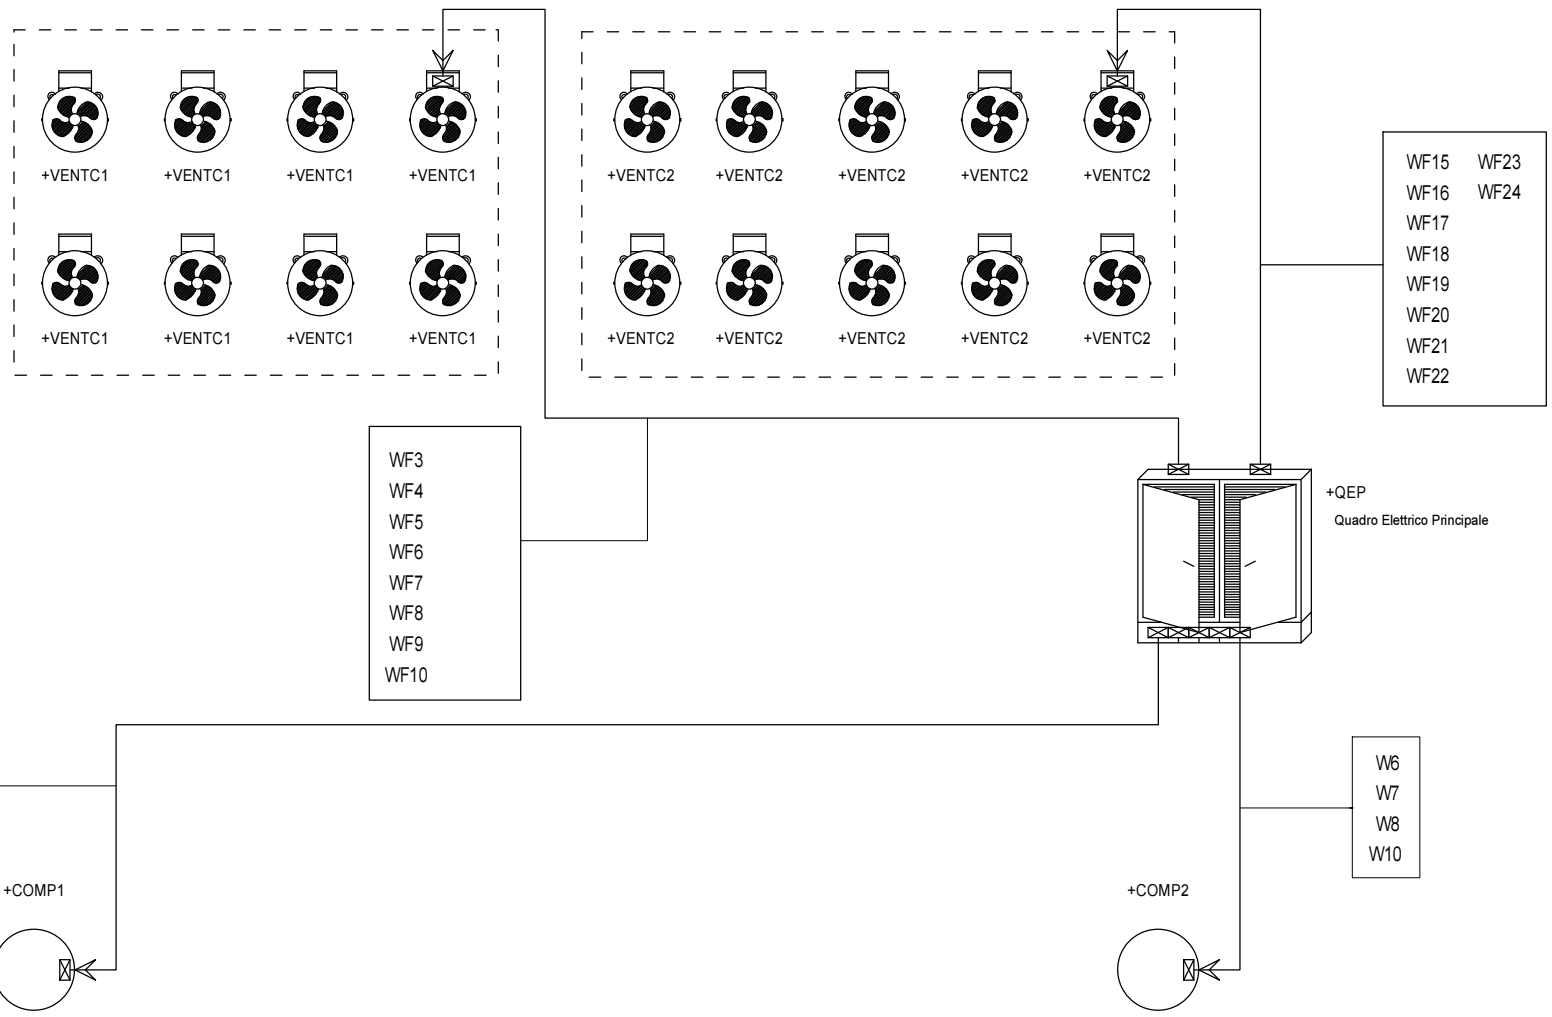 +VENTC1 +VENTC1 +VENTC1 +VENTC1 +VENTC2 +VENTC2 +VENTC2 +VENTC2 +VENTC2
+VENTC1 +VENTC1 +VENTC1 +VENTC1 +VENTC2 +VENTC2 +VENTC2 +VENTC2 +VENTC2
WF15 WF23
WF16 WF24
WF17
WF18
WF19
WF20
WF21
WF22
WF3
WF4
WF5
WF6
WF7
WF8
WF9
WF10
+QEP
Quadro Elettrico Principale
W6
W7
W8
W10
+COMP1
+COMP2